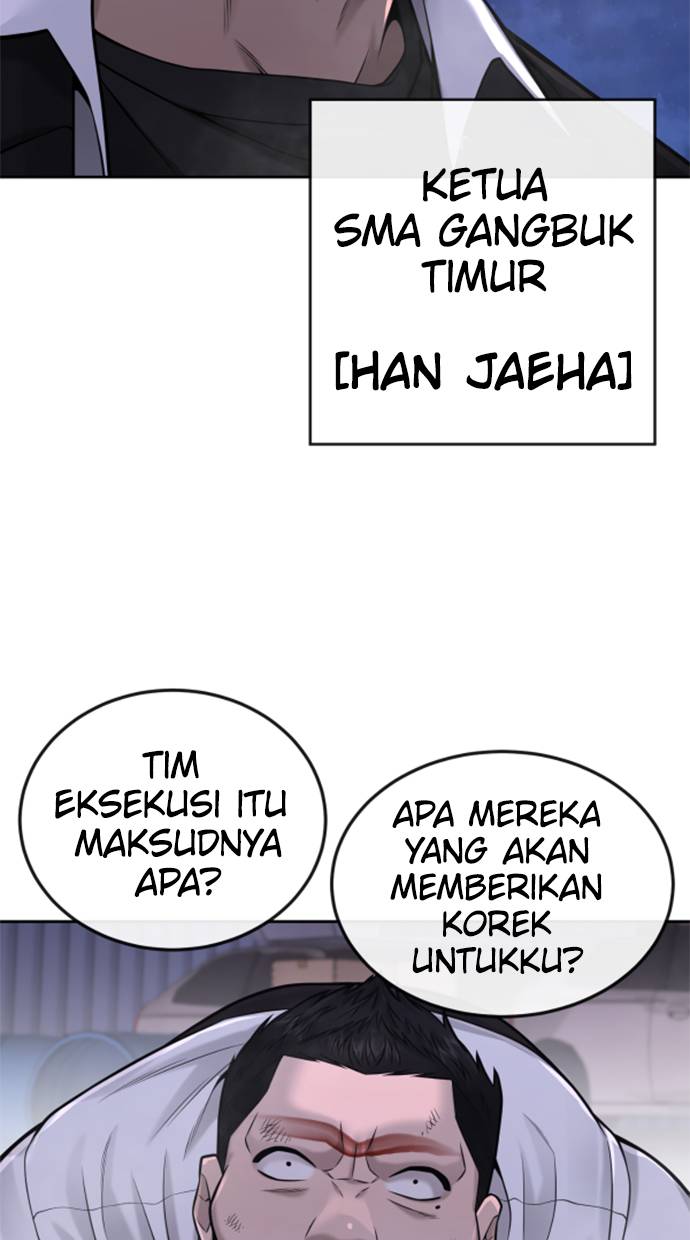 KETUA
SMA GANGBUK
TIMUR
[HAN JAEHA]
TIM
EKSEKUSI ITU
MAKSUDNYA
APA?
APA MEREKA
YANG AKAN
MEMBERIKAN
KOREK
UNTUKKU?